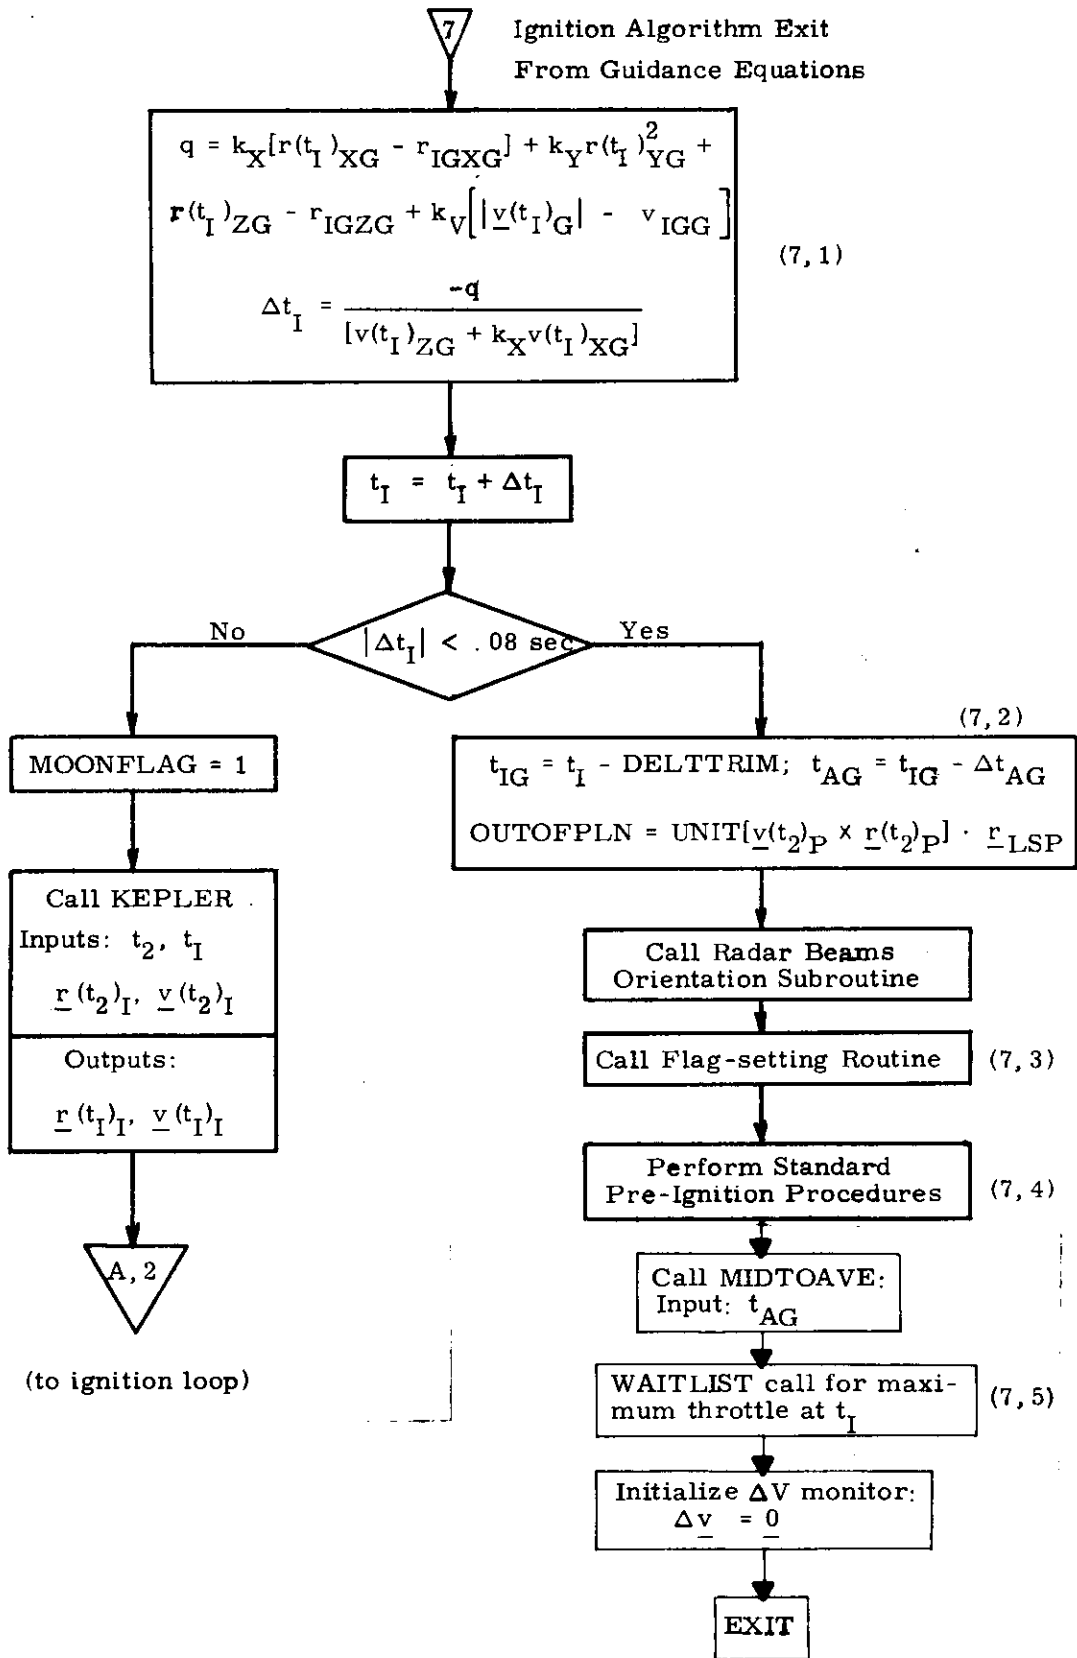 7
Ignition Algorithm Exit
From Guidance Equations
q = k_X[r(t_I)_XG - r_IGXG] + k_Y r(t_I)²_YG +
r(t_I)_ZG - r_IGZG + k_V[|v(t_I)_G| - v_IGG]
(7, 1)
Δt_I = -q / [v(t_I)_ZG + k_X v(t_I)_XG]
t_I = t_I + Δt_I
|Δt_I| < .08 sec
No
Yes
MOONFLAG = 1
Call KEPLER
Inputs: t_2, t_I
r(t_2)_I, v(t_2)_I
Outputs:
r(t_I)_I, v(t_I)_I
A, 2
(to ignition loop)
(7, 2)
t_IG = t_I - DELTTRIM; t_AG = t_IG - Δt_AG
OUTOFPLN = UNIT[v(t_2)_P × r(t_2)_P] · r_LSP
Call Radar Beams
Orientation Subroutine
Call Flag-setting Routine
(7, 3)
Perform Standard
Pre-Ignition Procedures
(7, 4)
Call MIDTOAVE:
Input: t_AG
WAITLIST call for maxi-
mum throttle at t_I
(7, 5)
Initialize ΔV monitor:
Δv = 0
EXIT